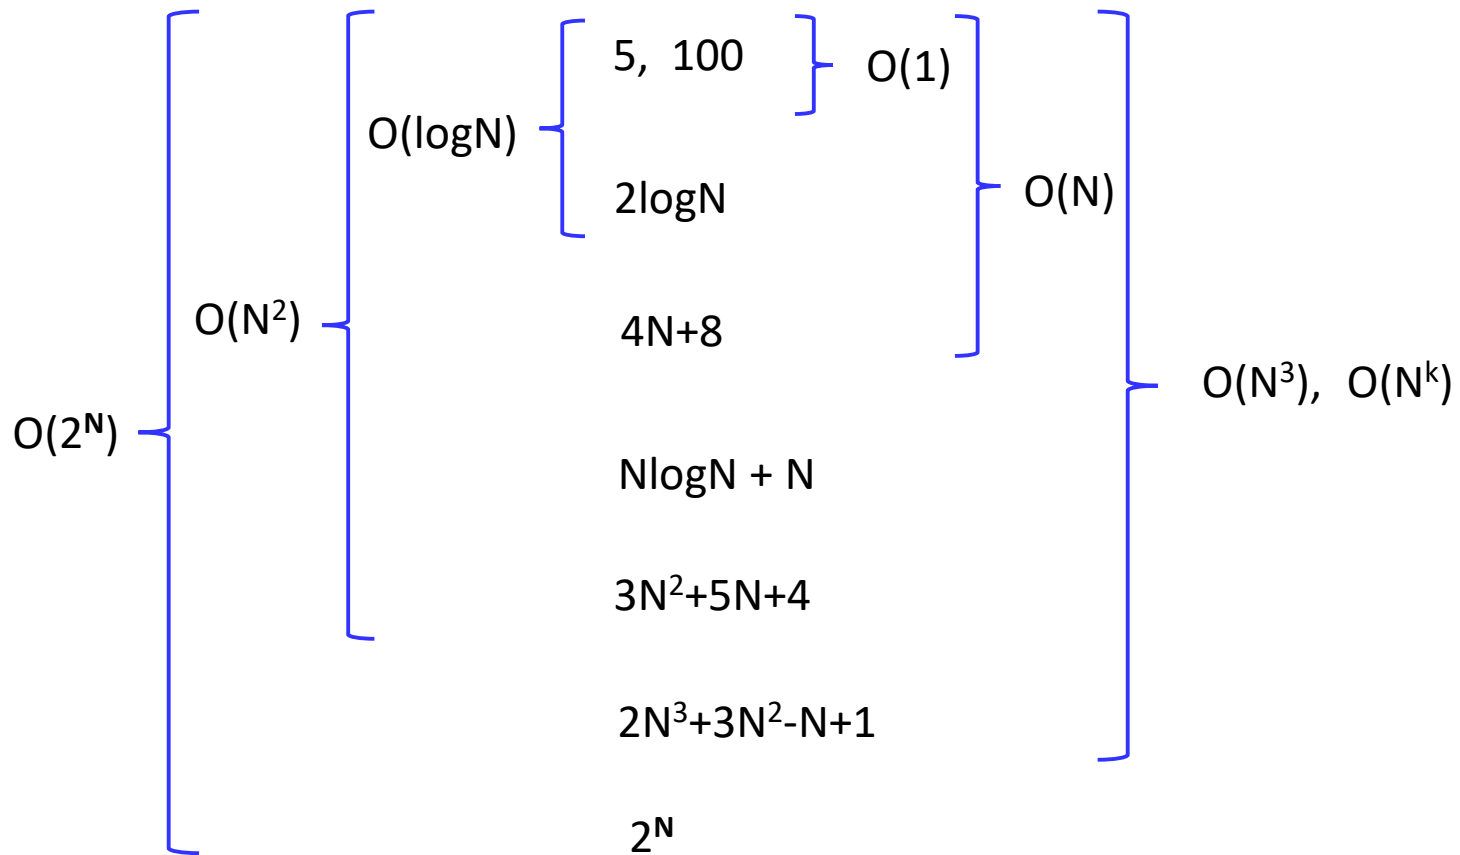 5, 100
O(1)
O(logN)
2logN
O(N)
O(N²)
4N+8
O(N³), O(Nᵏ)
O(2ᴺ)
NlogN + N
3N²+5N+4
2N³+3N²-N+1
2ᴺ